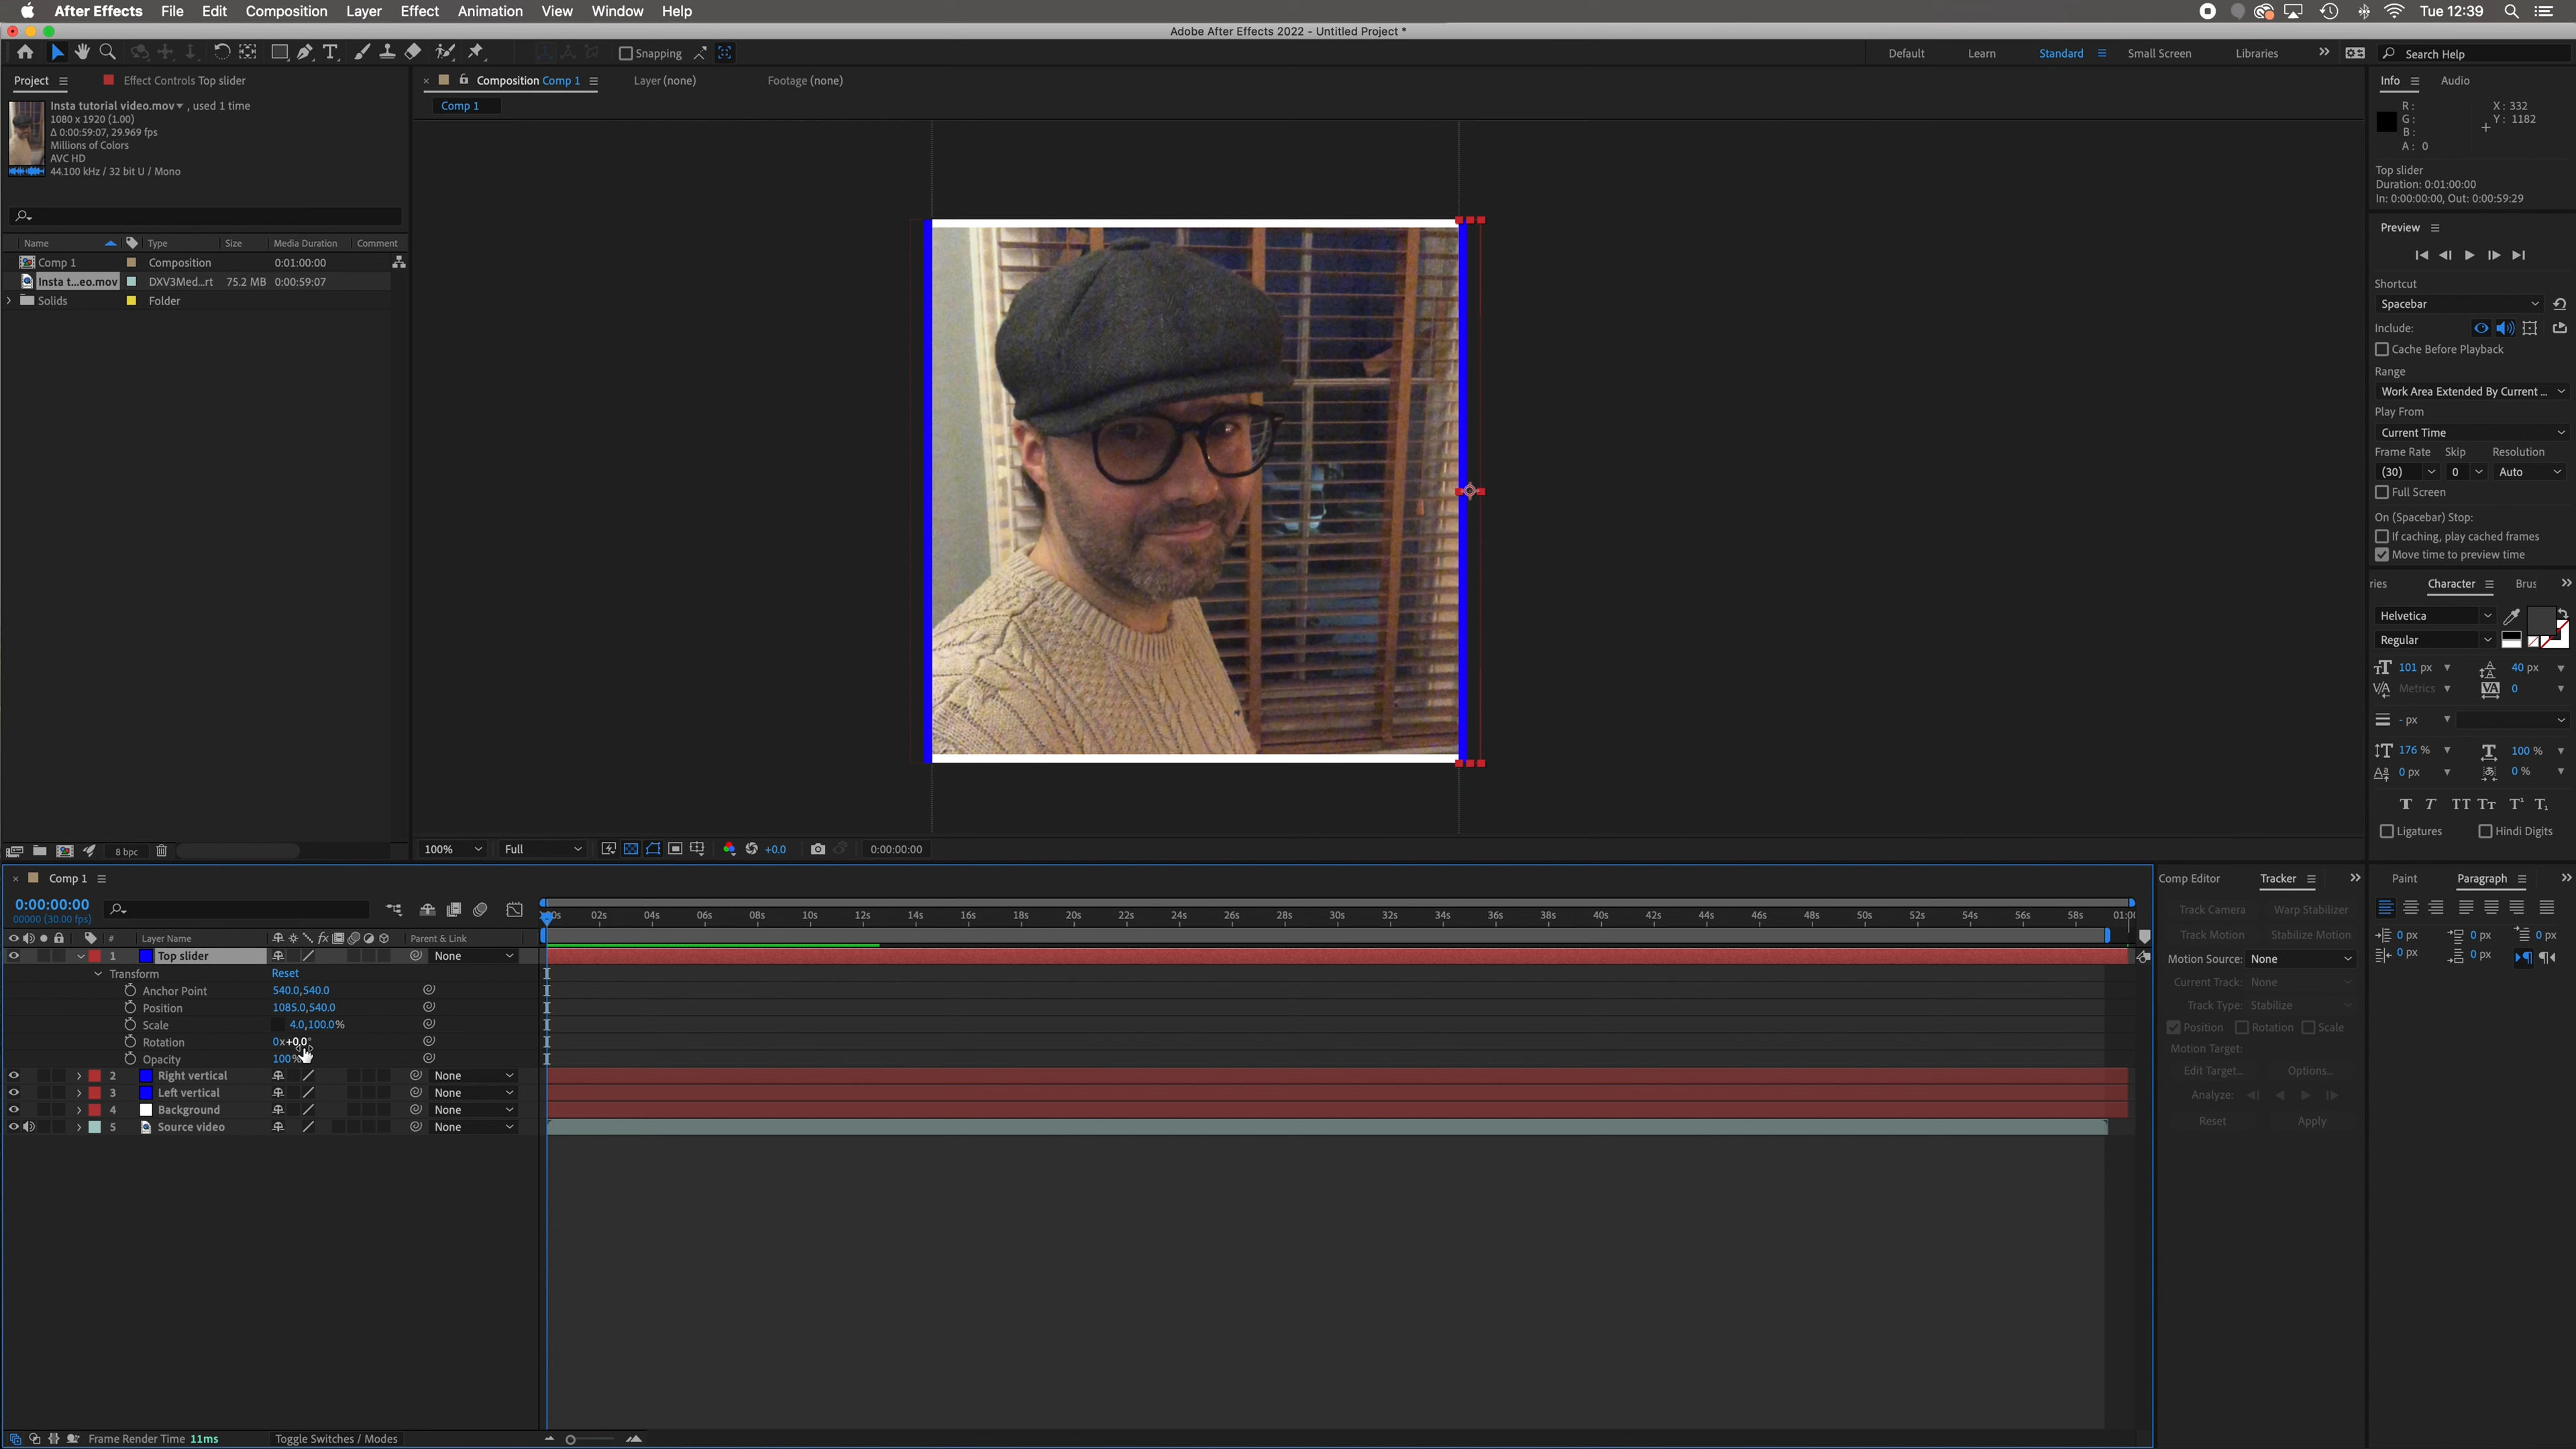 After Effects File Edit Composition Layer Effect Animation View Window Help Tue 12:39
Adobe After Effects 2022 - Untitled Project *
Snapping Default Learn Standard Small Screen Libraries Search Help
Project Effect Controls Top slider Composition Comp 1 Layer (none) Footage (none) Info Audio
Insta tutorial video.mov , used 1 time
1080 x 1920 (1.00)
Δ 0:00:59:07, 29.969 fps
Millions of Colors
AVC HD
44.100 kHz / 32 bit U / Mono
Comp 1
R: X: 332
G: Y: 1182
B:
A: 0
Top slider
Duration: 0:01:00:00
In: 0:00:00:00, Out: 0:00:59:29
Name Type Size Media Duration Comment
Comp 1 Composition 0:01:00:00
Insta t...eo.mov DXV3Med...rt 75.2 MB 0:00:59:07
Solids Folder
Preview
Shortcut
Spacebar
Include:
Cache Before Playback
Range
Work Area Extended By Current ...
Play From
Current Time
Frame Rate Skip Resolution
(30) 0 Auto
Full Screen
On (Spacebar) Stop:
If caching, play cached frames
Move time to preview time
ries Character Brus
Helvetica
Regular
101 px 40 px
Metrics 0
- px
176 % 100 %
0 px 0 %
T T TT Tт T¹ T₁
Ligatures Hindi Digits
8 bpc
100% Full +0.0 0:00:00:00
Comp 1
0:00:00:00
00000 (30.00 fps)
02s 04s 06s 08s 10s 12s 14s 16s 18s 20s 22s 24s 26s 28s 30s 32s 34s 36s 38s 40s 42s 44s 46s 48s 50s 52s 54s 56s 58s 01:0
# Layer Name fx Parent & Link
1 Top slider None
Transform Reset
Anchor Point 540.0,540.0
Position 1085.0,540.0
Scale 4.0,100.0%
Rotation 0x+0.0°
Opacity 100%
2 Right vertical None
3 Left vertical None
4 Background None
5 Source video None
Frame Render Time 11ms Toggle Switches / Modes
Comp Editor Tracker
Track Camera Warp Stabilizer
Track Motion Stabilize Motion
Motion Source: None
Current Track: None
Track Type: Stabilize
Position Rotation Scale
Motion Target:
Edit Target... Options...
Analyze:
Reset Apply
Paint Paragraph
0 px 0 px 0 px
0 px 0 px